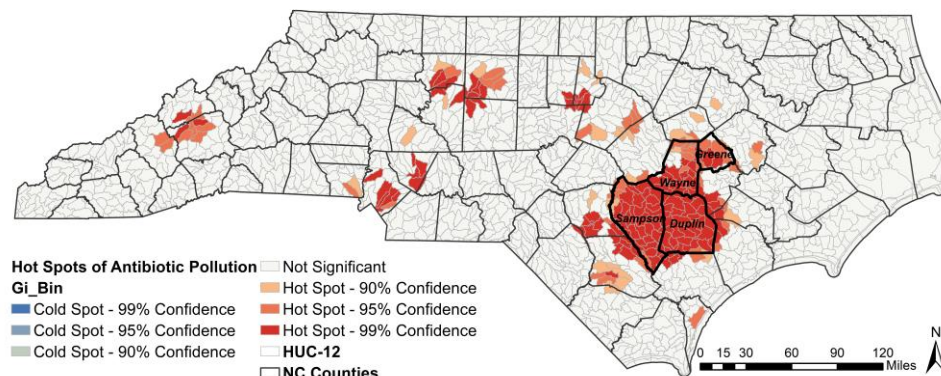 Greene
Wayne
Sampson
Duplin
Hot Spots of Antibiotic Pollution
Gi_Bin
Cold Spot - 99% Confidence
Cold Spot - 95% Confidence
Cold Spot - 90% Confidence
Not Significant
Hot Spot - 90% Confidence
Hot Spot - 95% Confidence
Hot Spot - 99% Confidence
HUC-12
NC Counties
0 15 30 60 90 120
Miles
N